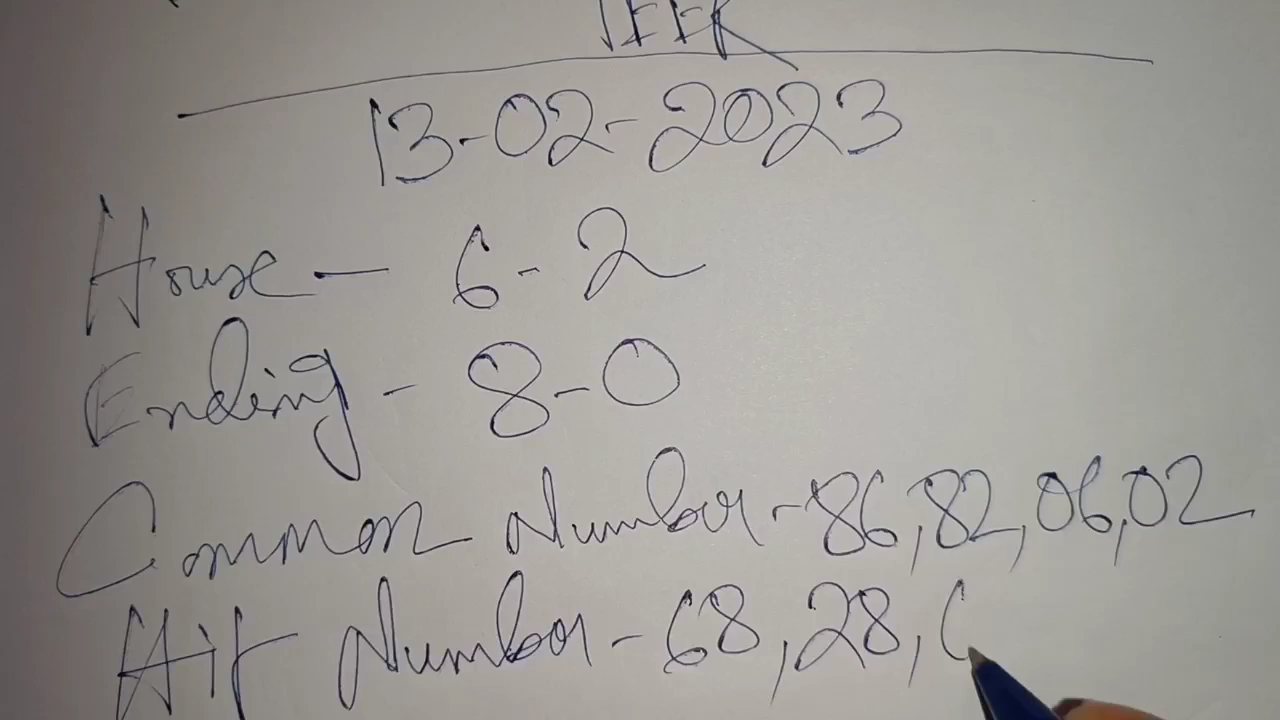 TEER
13-02-2023
House - 6-2
Ending - 8-0
Common Number - 86,82,06,02
Hit Number - 68,28,